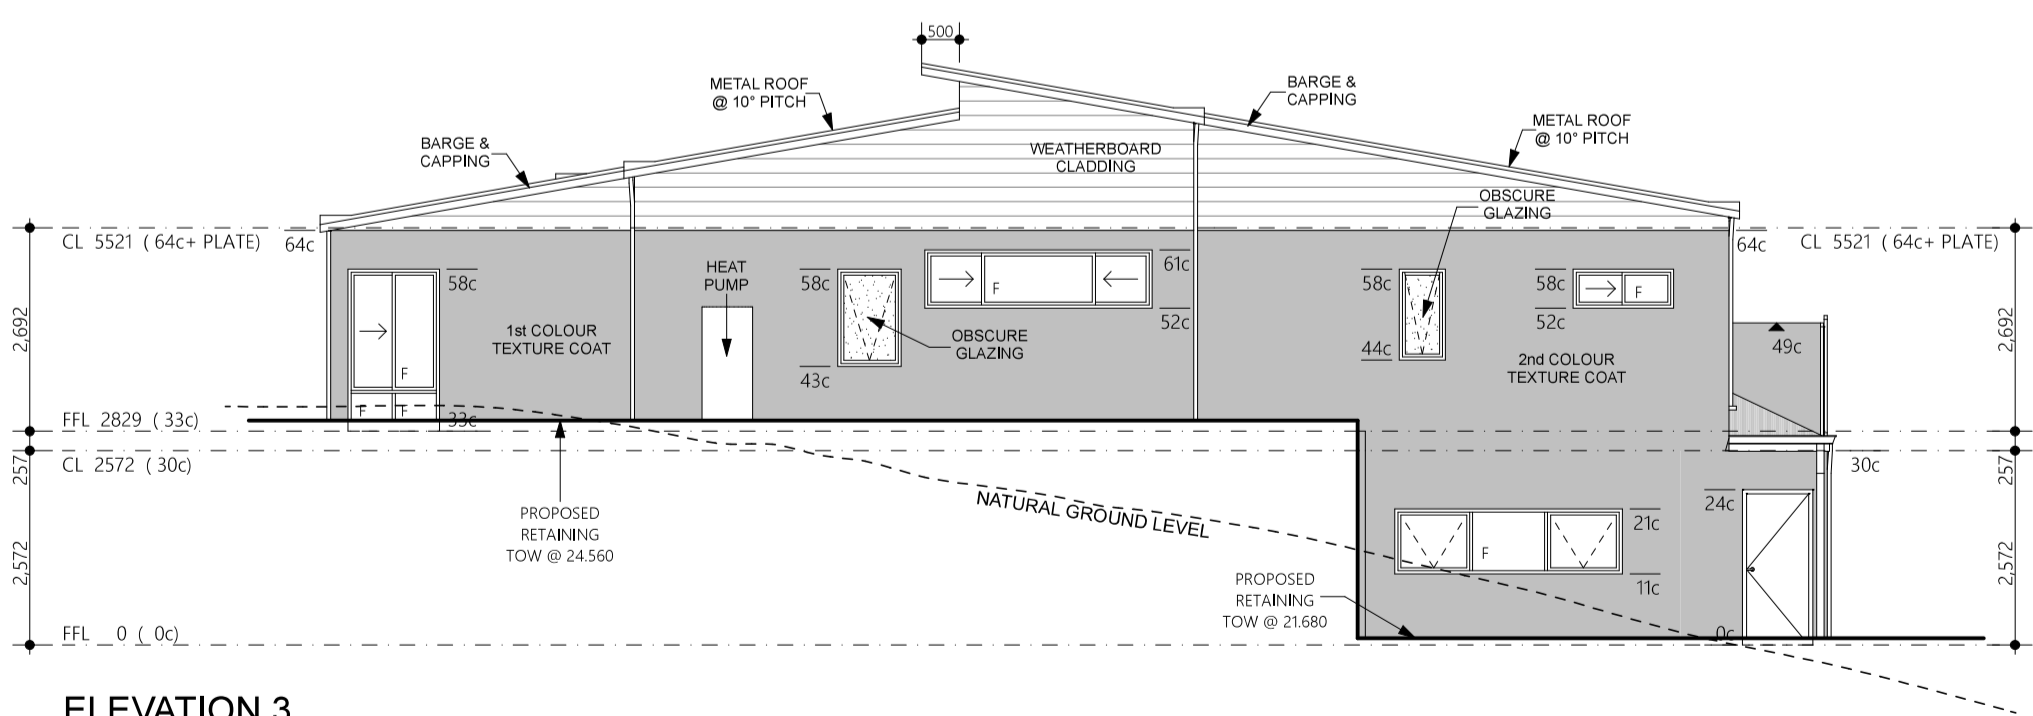 500
METAL ROOF
@ 10° PITCH
BARGE &
CAPPING
BARGE &
CAPPING
METAL ROOF
@ 10° PITCH
WEATHERBOARD
CLADDING
OBSCURE
GLAZING
CL 5521 ( 64c+ PLATE)
64c
64c
CL 5521 ( 64c+ PLATE)
58c
HEAT
PUMP
58c
61c
58c
58c
F
F
2,692
1st COLOUR
TEXTURE COAT
52c
52c
2,692
OBSCURE
GLAZING
44c
49c
2nd COLOUR
TEXTURE COAT
F
43c
F
F
33c
FFL 2829 ( 33c)
257
CL 2572 ( 30c)
30c
257
PROPOSED
RETAINING
TOW @ 24.560
NATURAL GROUND LEVEL
24c
21c
F
2,572
11c
2,572
PROPOSED
RETAINING
TOW @ 21.680
FFL 0 ( 0c)
0c
ELEVATION 3